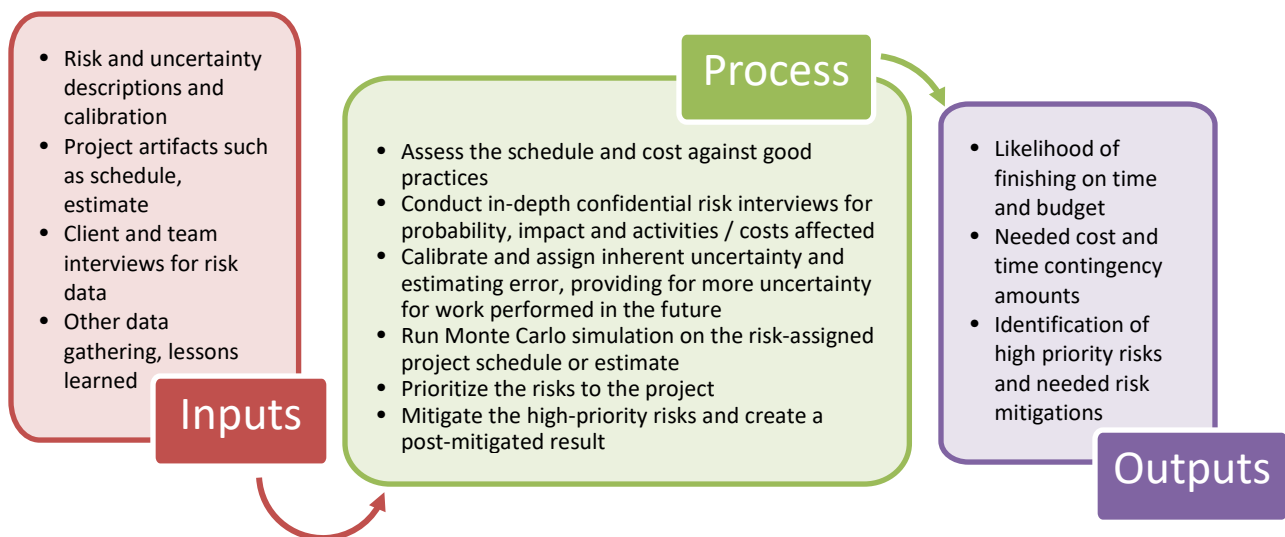 • Risk and uncertainty
descriptions and
calibration
• Project artifacts such
as schedule,
estimate
• Client and team
interviews for risk
data
• Other data
gathering, lessons
learned
Inputs
Process
• Assess the schedule and cost against good
practices
• Conduct in-depth confidential risk interviews for
probability, impact and activities / costs affected
• Calibrate and assign inherent uncertainty and
estimating error, providing for more uncertainty
for work performed in the future
• Run Monte Carlo simulation on the risk-assigned
project schedule or estimate
• Prioritize the risks to the project
• Mitigate the high-priority risks and create a
post-mitigated result
• Likelihood of
finishing on time
and budget
• Needed cost and
time contingency
amounts
• Identification of
high priority risks
and needed risk
mitigations
Outputs